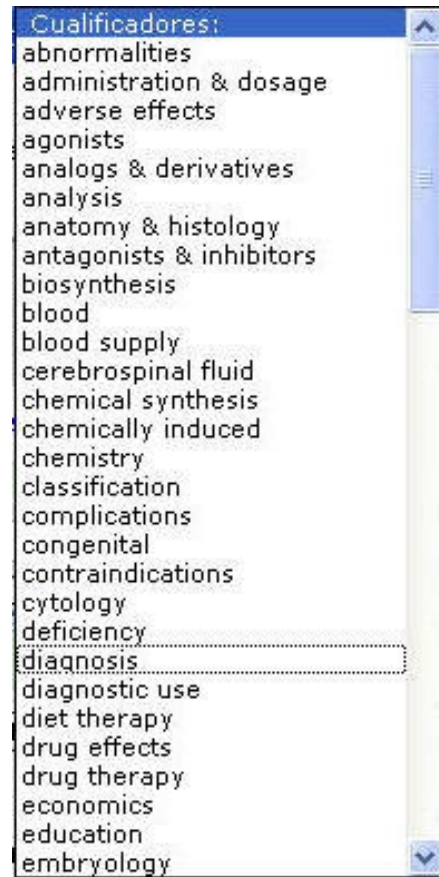 Cualificadores:
abnormalities
administration & dosage
adverse effects
agonists
analogs & derivatives
analysis
anatomy & histology
antagonists & inhibitors
biosynthesis
blood
blood supply
cerebrospinal fluid
chemical synthesis
chemically induced
chemistry
classification
complications
congenital
contraindications
cytology
deficiency
diagnosis
diagnostic use
diet therapy
drug effects
drug therapy
economics
education
embryology